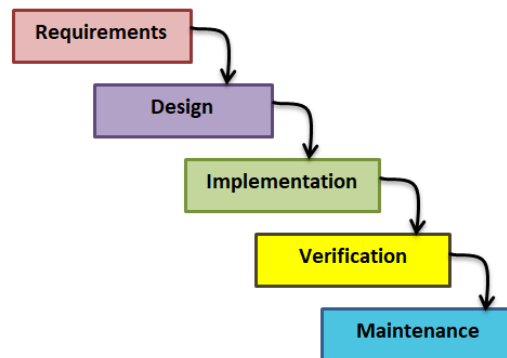 Requirements
Design
Implementation
Verification
Maintenance